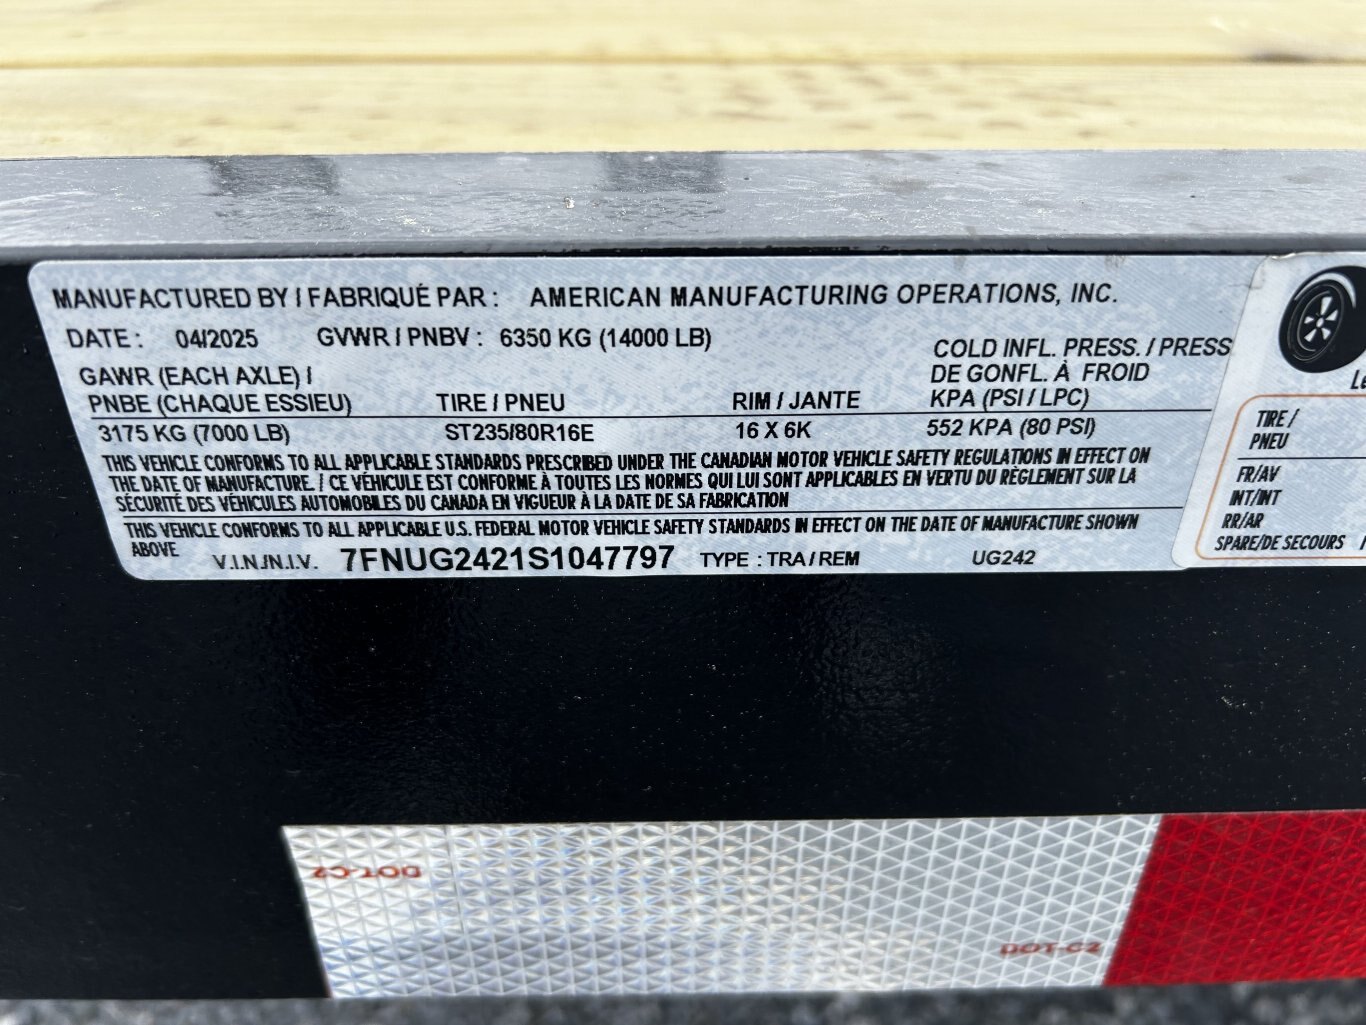 MANUFACTURED BY / FABRIQUÉ PAR : AMERICAN MANUFACTURING OPERATIONS, INC.
DATE : 04/2025 GVWR / PNBV : 6350 KG (14000 LB)
GAWR (EACH AXLE) /
PNBE (CHAQUE ESSIEU) TIRE / PNEU RIM / JANTE
COLD INFL. PRESS. / PRESS
DE GONFL. À FROID
KPA (PSI / LPC)
3175 KG (7000 LB) ST235/80R16E 16 X 6K 552 KPA (80 PSI)
THIS VEHICLE CONFORMS TO ALL APPLICABLE STANDARDS PRESCRIBED UNDER THE CANADIAN MOTOR VEHICLE SAFETY REGULATIONS IN EFFECT ON
THE DATE OF MANUFACTURE. / CE VÉHICULE EST CONFORME À TOUTES LES NORMES QUI LUI SONT APPLICABLES EN VERTU DU RÈGLEMENT SUR LA
SÉCURITÉ DES VÉHICULES AUTOMOBILES DU CANADA EN VIGUEUR À LA DATE DE SA FABRICATION
THIS VEHICLE CONFORMS TO ALL APPLICABLE U.S. FEDERAL MOTOR VEHICLE SAFETY STANDARDS IN EFFECT ON THE DATE OF MANUFACTURE SHOWN
ABOVE
V.I.N./N.I.V. 7FNUG2421S1047797 TYPE : TRA / REM UG242
TIRE /
PNEU
FR/AV
INT/INT
RR/AR
SPARE/DE SECOURS
DOT-C2
DOT-C2